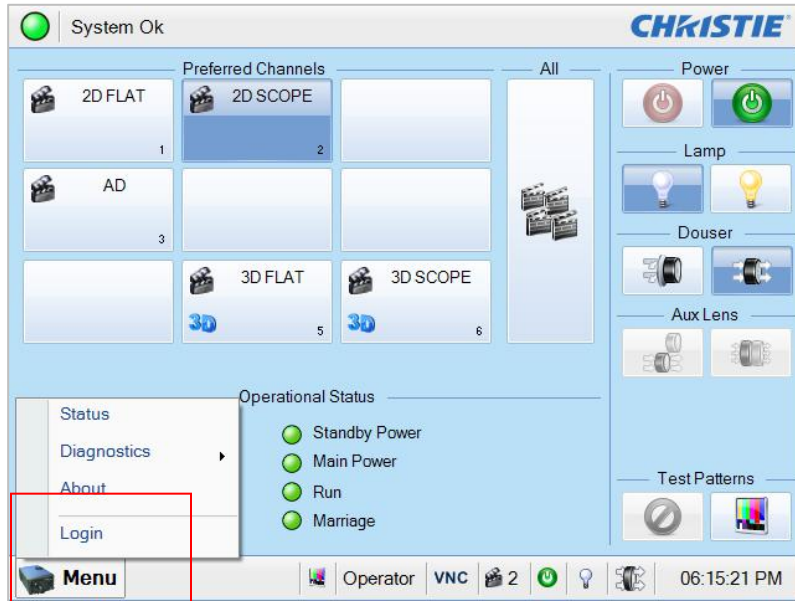 System Ok
CHRISTIE
Preferred Channels
All
Power
2D FLAT
1
2D SCOPE
2
Lamp
AD
3
Douser
3D FLAT
3D
5
3D SCOPE
3D
6
Aux Lens
Operational Status
Status
Standby Power
Diagnostics
Main Power
About
Run
Test Patterns
Login
Marriage
Menu
Operator
VNC
2
06:15:21 PM